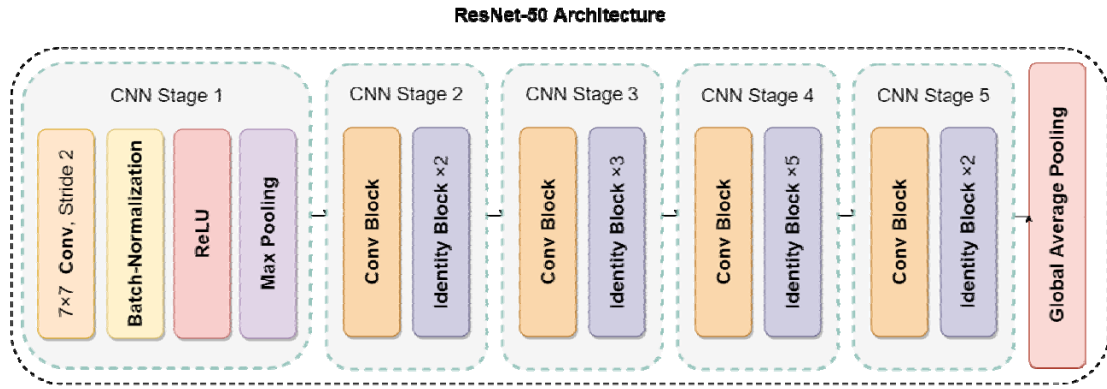 ResNet-50 Architecture
CNN Stage 1
7×7 Conv, Stride 2
Batch-Normalization
ReLU
Max Pooling
CNN Stage 2
Conv Block
Identity Block ×2
CNN Stage 3
Conv Block
Identity Block ×3
CNN Stage 4
Conv Block
Identity Block ×5
CNN Stage 5
Conv Block
Identity Block ×2
Global Average Pooling